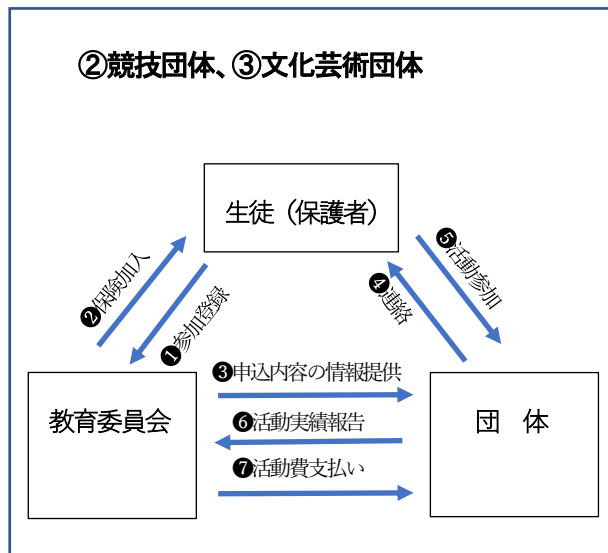 ②競技団体、③文化芸術団体
生徒（保護者）
❷保険加入
❶参加登録
❺活動参加
❹連絡
❸申込内容の情報提供
教育委員会
❻活動実績報告
団　体
❼活動費支払い